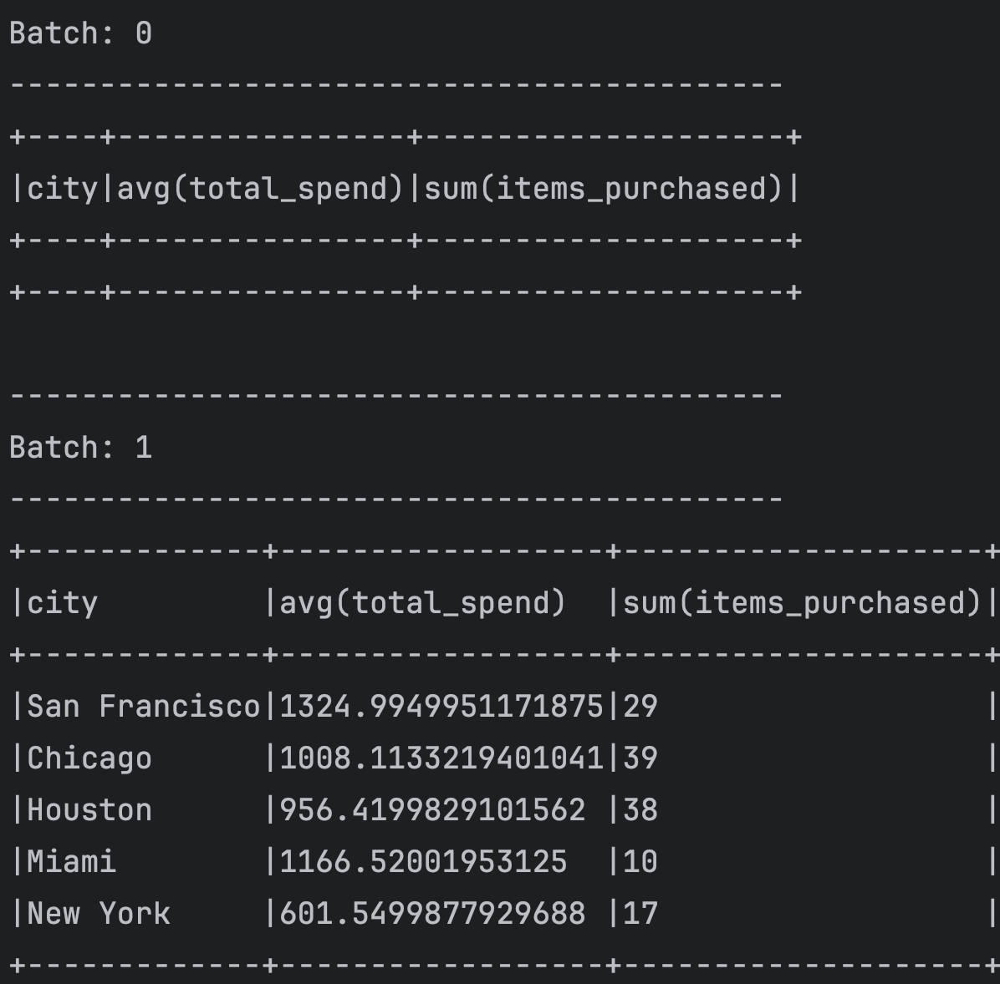 Batch: 0
-------------------------------------------
+----+----------------+--------------------+
|city|avg(total_spend)|sum(items_purchased)|
+----+----------------+--------------------+
+----+----------------+--------------------+
-------------------------------------------
Batch: 1
-------------------------------------------
+-------------+------------------+--------------------+
|city         |avg(total_spend)  |sum(items_purchased)|
+-------------+------------------+--------------------+
|San Francisco|1324.9949951171875|29                  |
|Chicago      |1008.1133219401041|39                  |
|Houston      |956.4199829101562 |38                  |
|Miami        |1166.52001953125  |10                  |
|New York     |601.5499877929688 |17                  |
+-------------+------------------+--------------------+